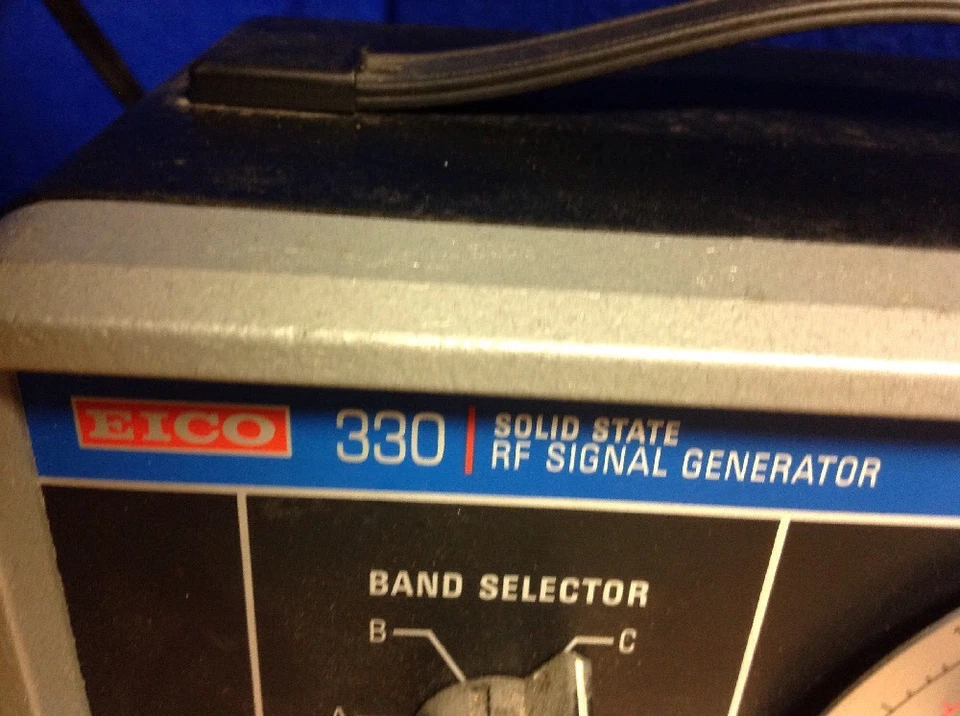 EICO 330 SOLID STATE
RF SIGNAL GENERATOR
BAND SELECTOR
B C
A